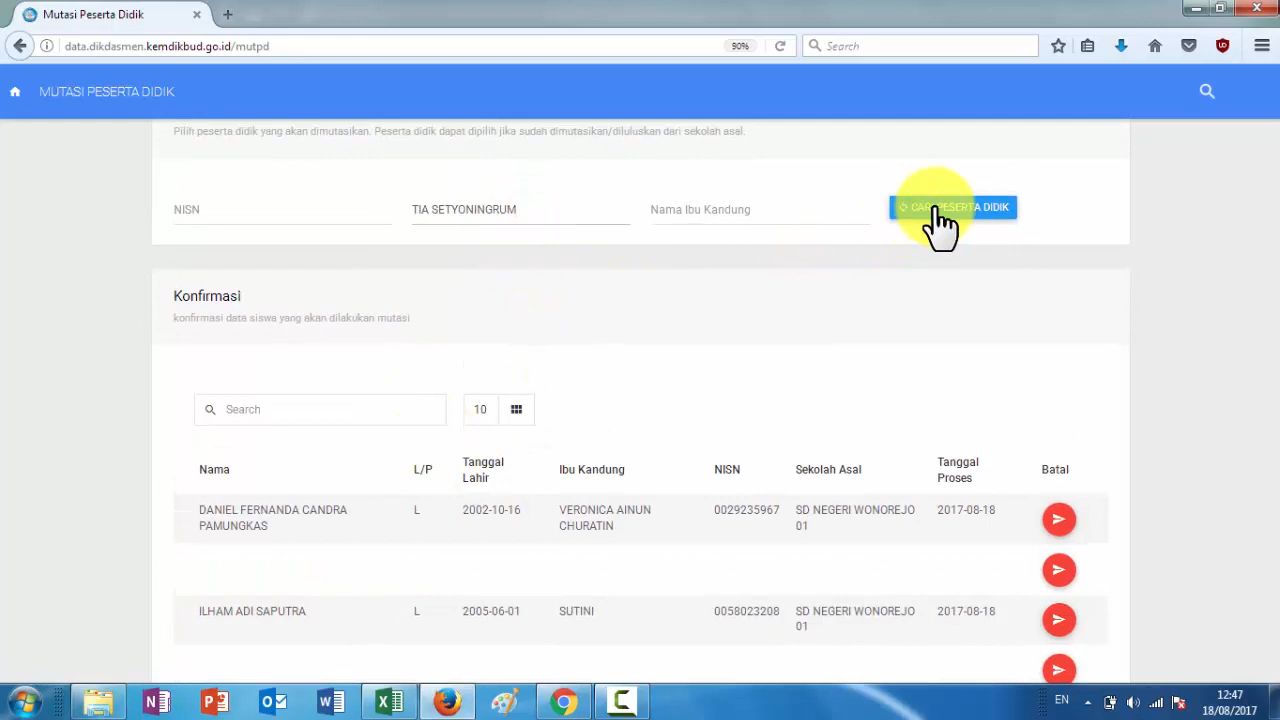 Mutasi Peserta Didik
data.dikdasmen.kemdikbud.go.id/mutpd
90%
Search
MUTASI PESERTA DIDIK
Pilih peserta didik yang akan dimutasikan. Peserta didik dapat dipilih jika sudah dimutasikan/diluluskan dari sekolah asal.
NISN
TIA SETYONINGRUM
Nama Ibu Kandung
CARI PESERTA DIDIK
Konfirmasi
konfirmasi data siswa yang akan dilakukan mutasi
Search
10
Nama L/P Tanggal Lahir Ibu Kandung NISN Sekolah Asal Tanggal Proses Batal
DANIEL FERNANDA CANDRA PAMUNGKAS L 2002-10-16 VERONICA AINUN CHURATIN 0029235967 SD NEGERI WONOREJO 01 2017-08-18
ILHAM ADI SAPUTRA L 2005-06-01 SUTINI 0058023208 SD NEGERI WONOREJO 01 2017-08-18
EN
12:47
18/08/2017